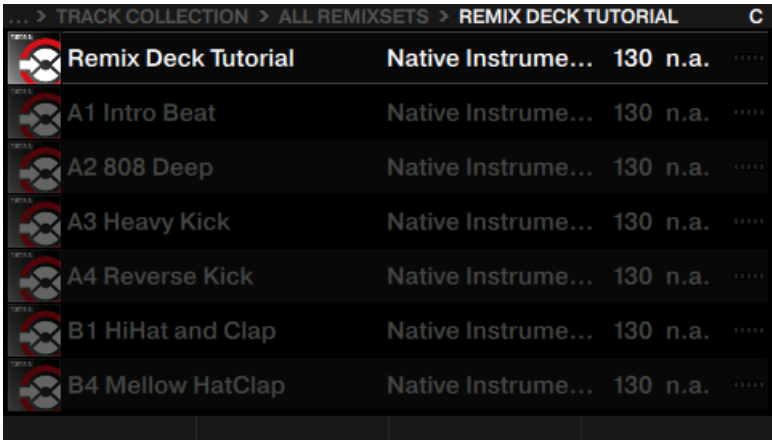 ... > TRACK COLLECTION > ALL REMIXSETS > REMIX DECK TUTORIAL C
Remix Deck Tutorial Native Instrume... 130 n.a.
A1 Intro Beat Native Instrume... 130 n.a.
A2 808 Deep Native Instrume... 130 n.a.
A3 Heavy Kick Native Instrume... 130 n.a.
A4 Reverse Kick Native Instrume... 130 n.a.
B1 HiHat and Clap Native Instrume... 130 n.a.
B4 Mellow HatClap Native Instrume... 130 n.a.